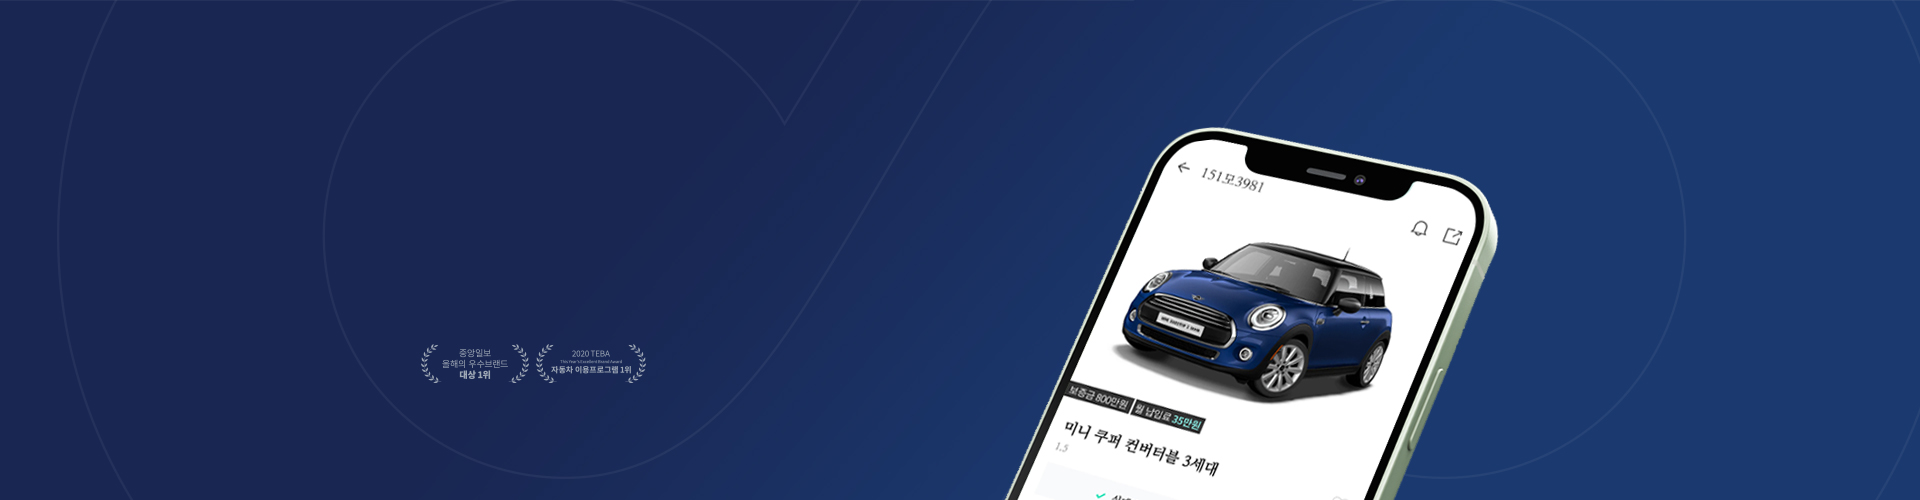 중앙일보
올해의 우수브랜드
대상 1위
2020 TEBA
This Year's Excellent Brand Award
자동차 이용프로그램 1위
151모3981
보증금 800만원 월 납입료 35만원
미니 쿠퍼 컨버터블 3세대
1.5